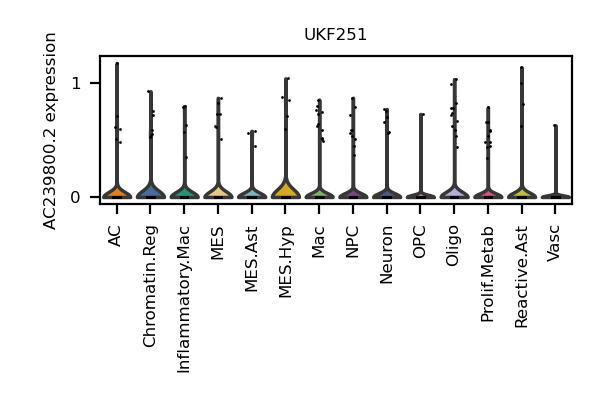 UKF251
AC239800.2 expression
1
0
AC
Chromatin.Reg
Inflammatory.Mac
MES
MES.Ast
MES.Hyp
Mac
NPC
Neuron
OPC
Oligo
Prolif.Metab
Reactive.Ast
Vasc